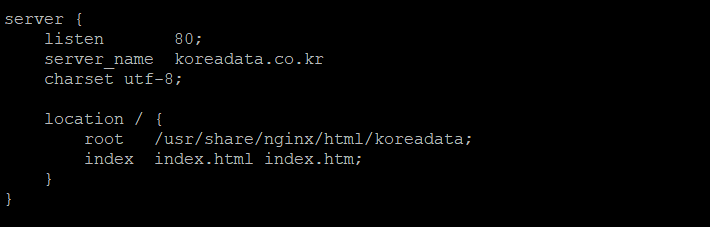 server {
    listen       80;
    server_name  koreadata.co.kr
    charset utf-8;

    location / {
        root   /usr/share/nginx/html/koreadata;
        index  index.html index.htm;
    }
}